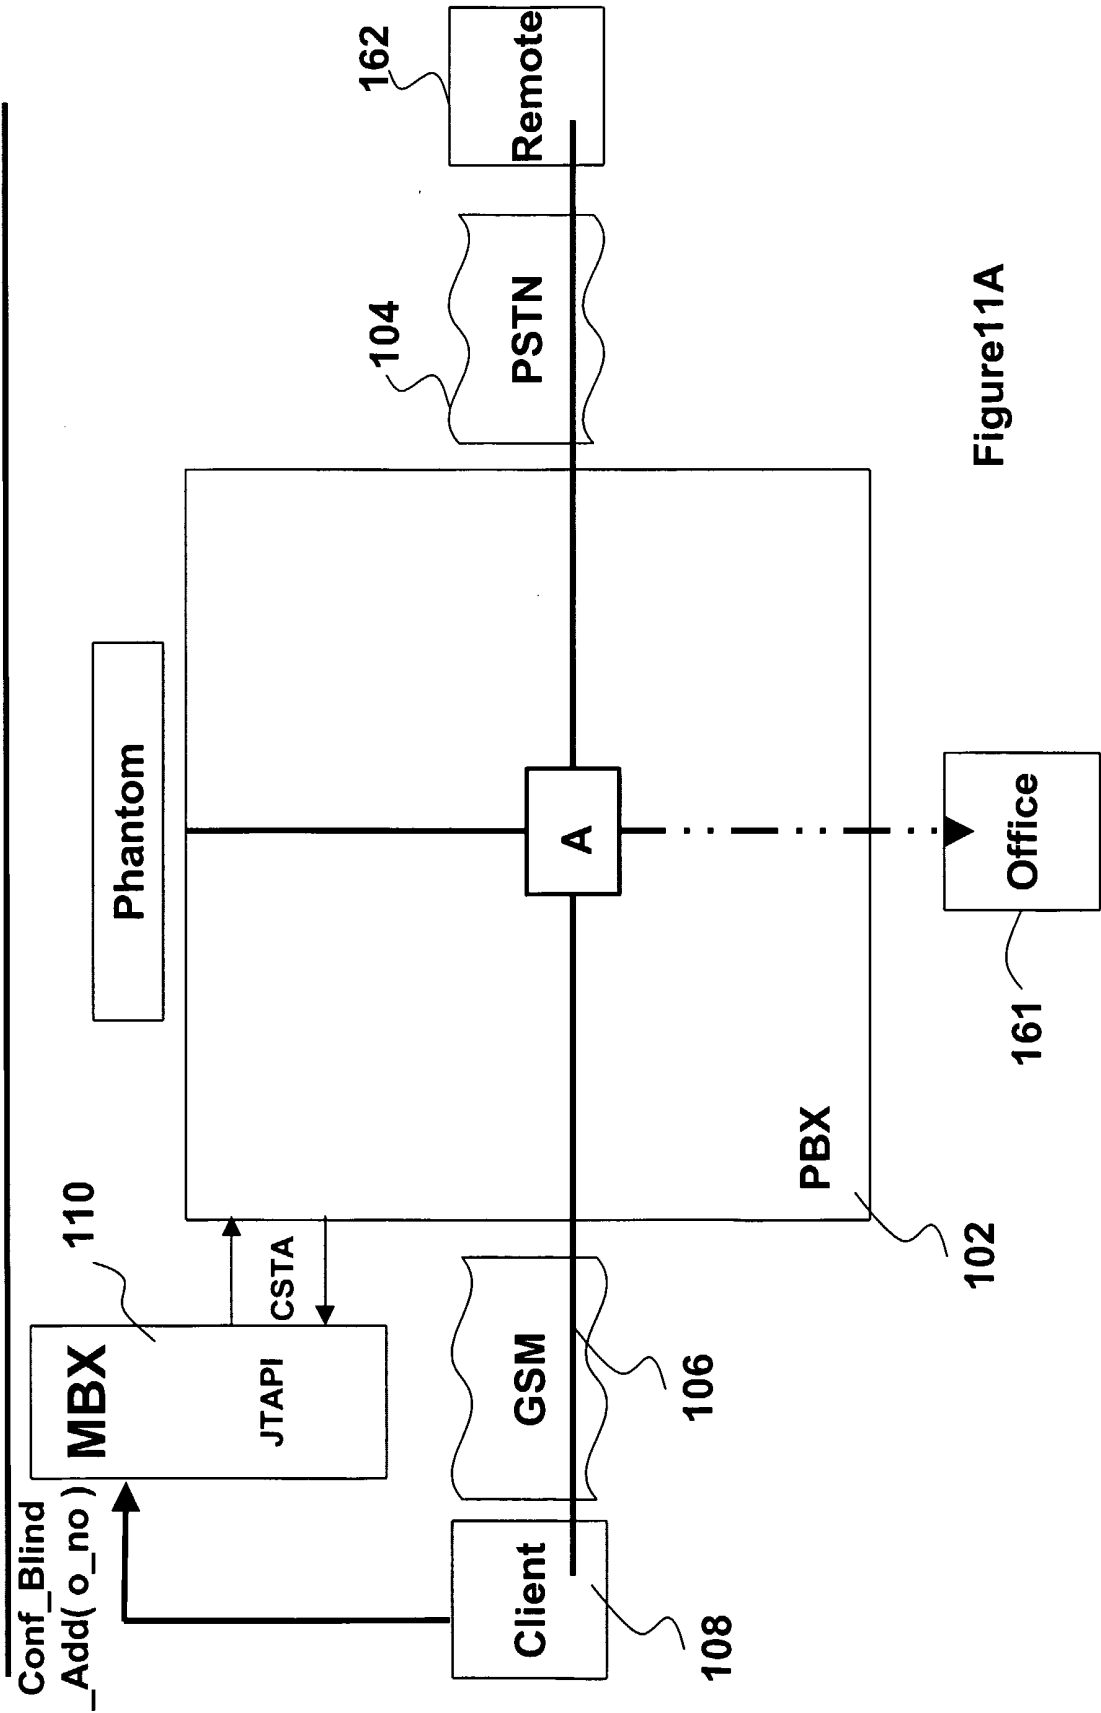 Conf_Blind
_Add( o_no )
MBX
JTAPI
110
CSTA
Phantom
Client
108
GSM
106
PBX
102
A
PSTN
104
Remote
162
Office
161
Figure11A